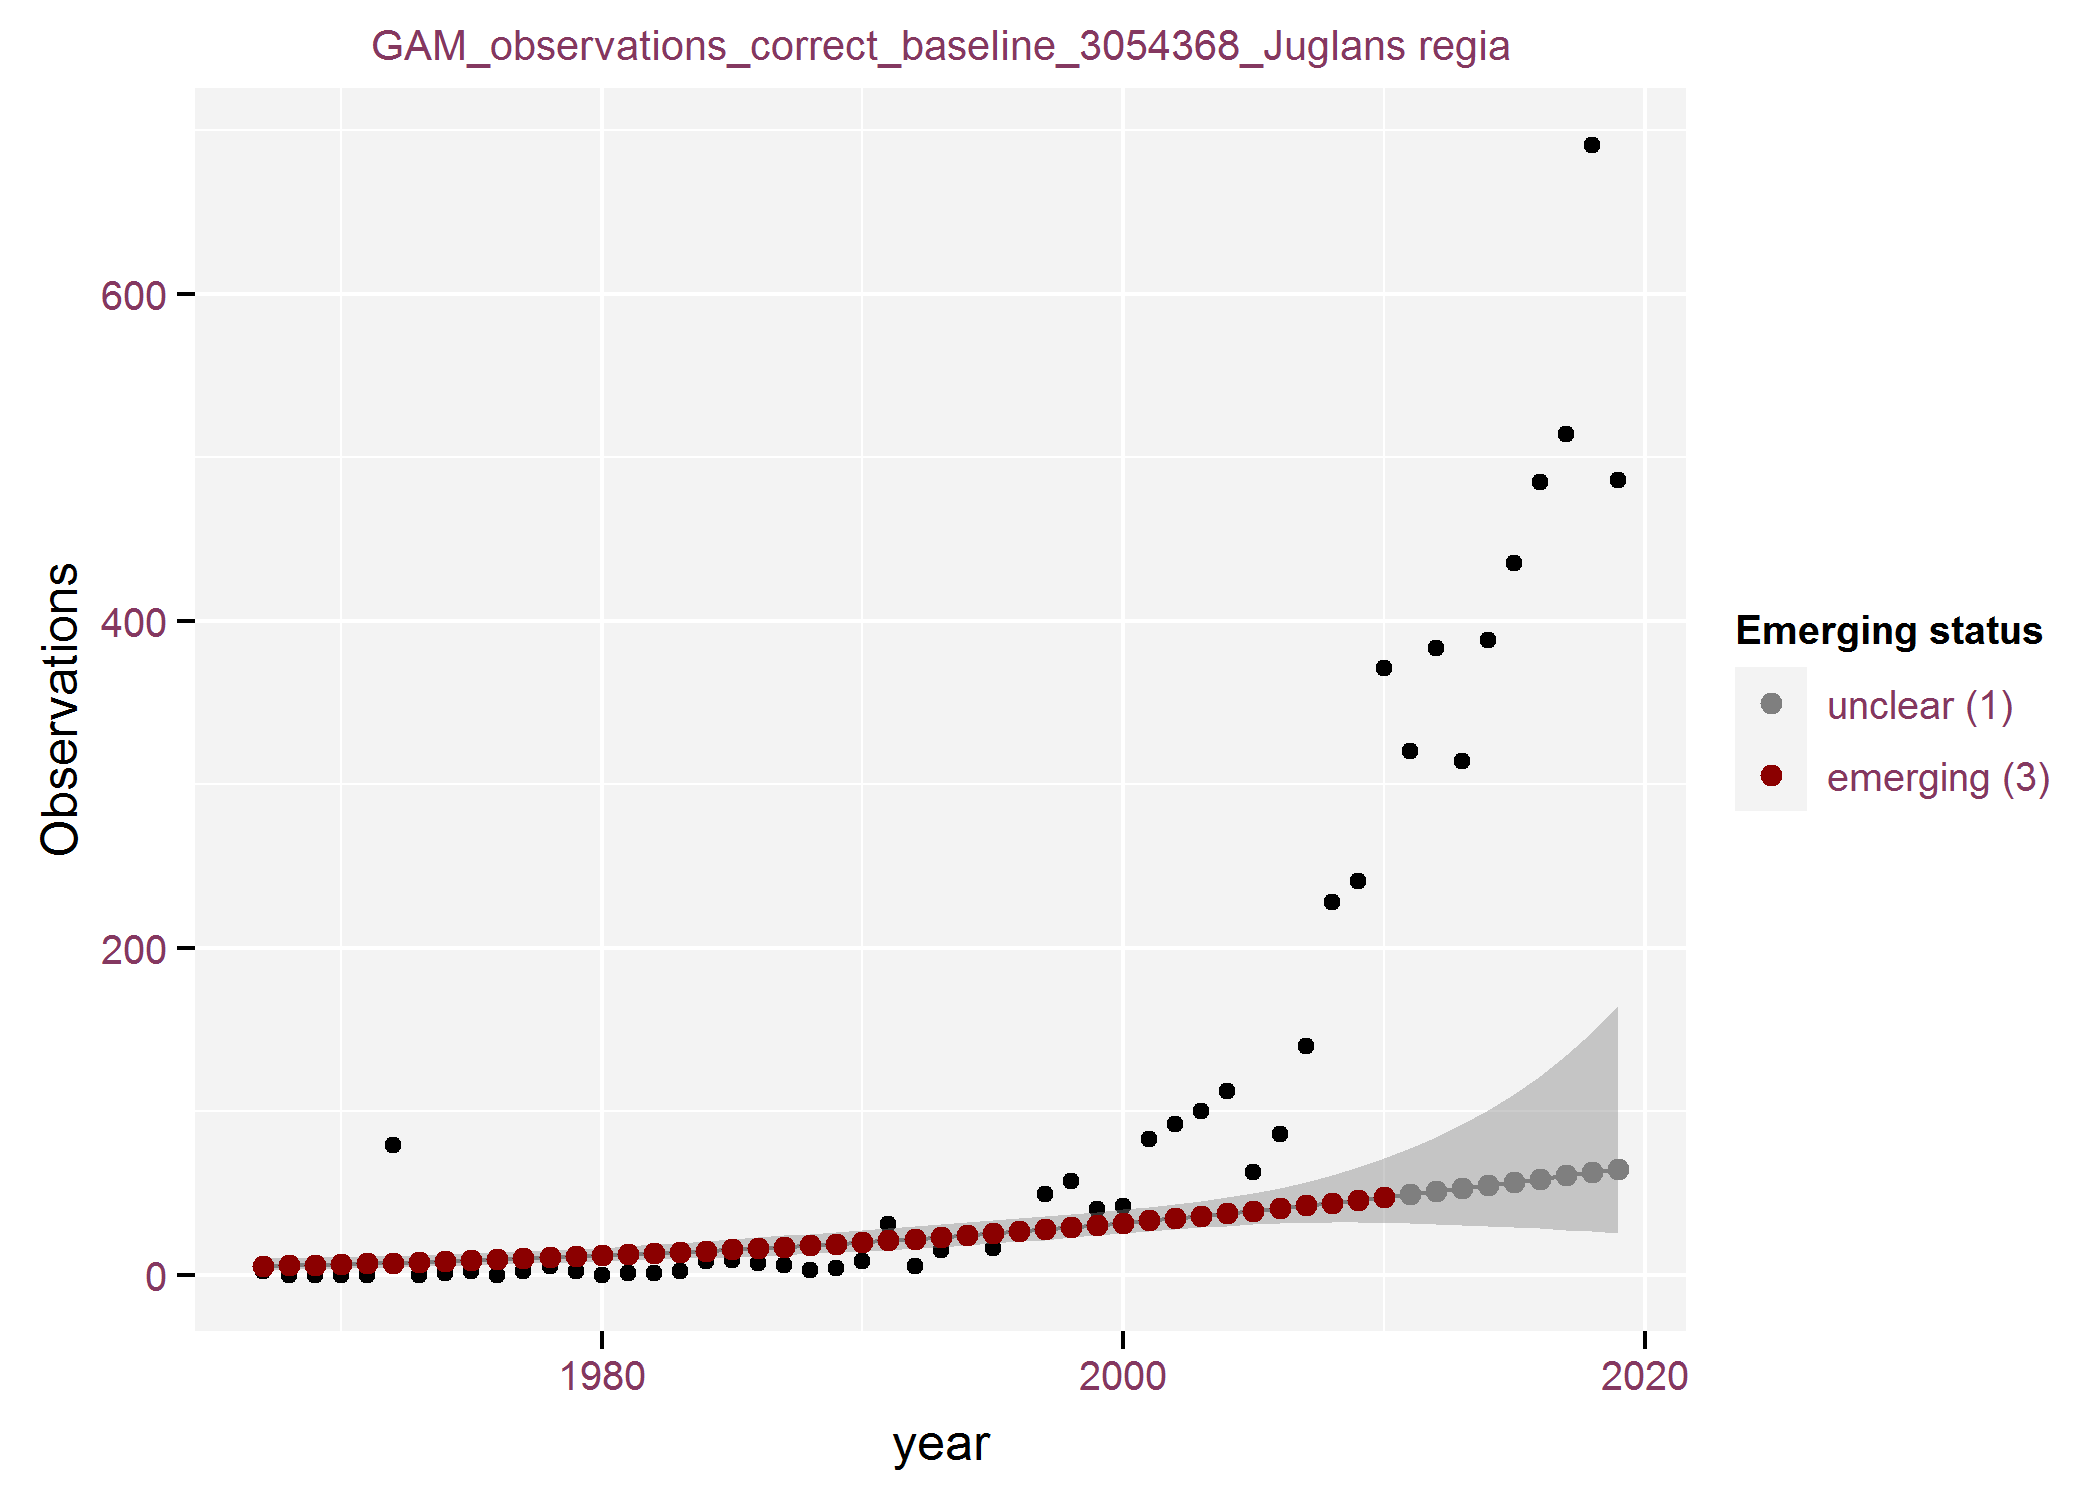 GAM_observations_correct_baseline_3054368_Juglans regia
Observations
600
400
200
0
1980
2000
2020
year
Emerging status
unclear (1)
emerging (3)